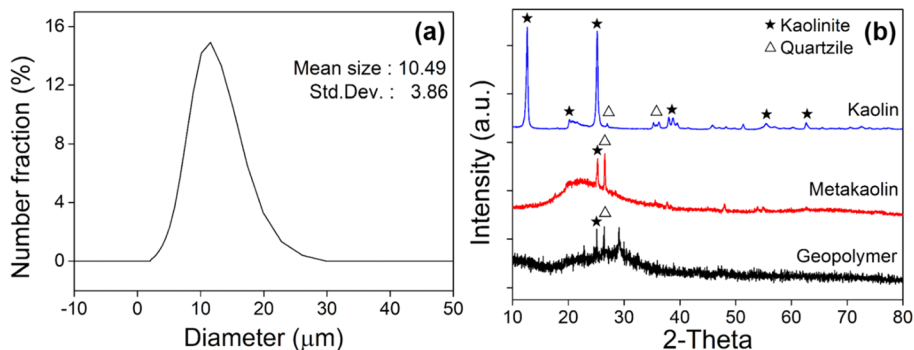 (a)
Mean size : 10.49
Std.Dev. : 3.86
Number fraction (%)
16
12
8
4
0
-10 0 10 20 30 40 50
Diameter (μm)
(b)
★ Kaolinite
△ Quartzile
Kaolin
Metakaolin
Geopolymer
Intensity (a.u.)
10 20 30 40 50 60 70 80
2-Theta